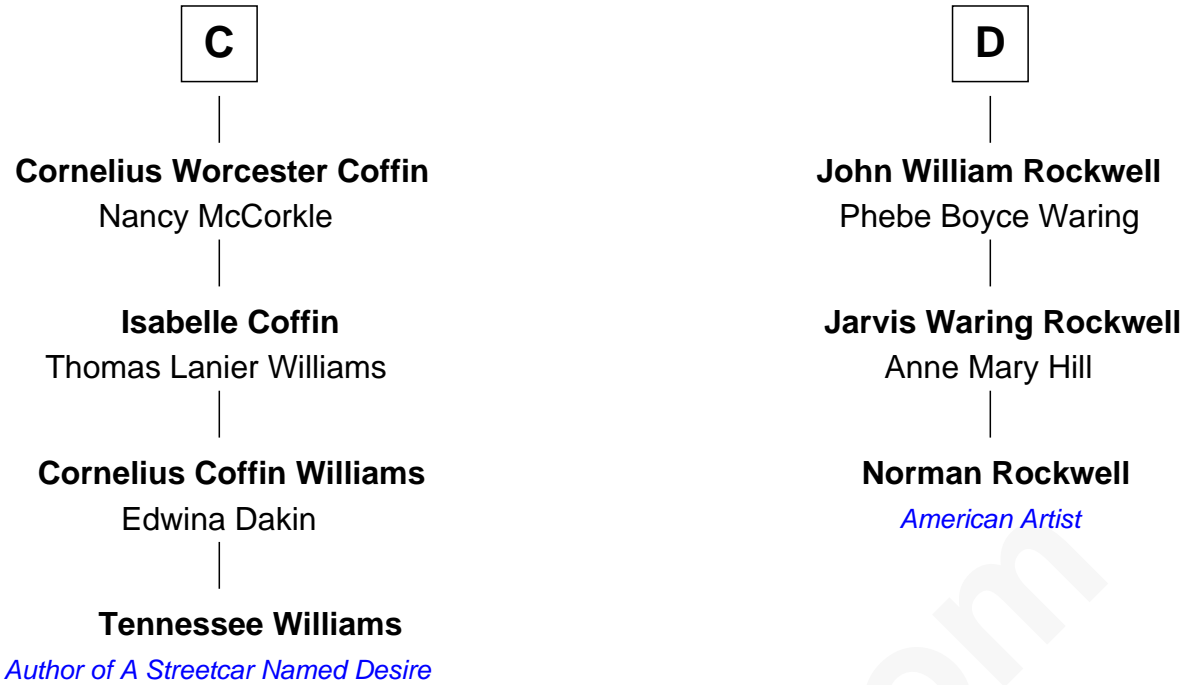 C
Cornelius Worcester Coffin
Nancy McCorkle
Isabelle Coffin
Thomas Lanier Williams
Cornelius Coffin Williams
Edwina Dakin
Tennessee Williams
Author of A Streetcar Named Desire
D
John William Rockwell
Phebe Boyce Waring
Jarvis Waring Rockwell
Anne Mary Hill
Norman Rockwell
American Artist
om